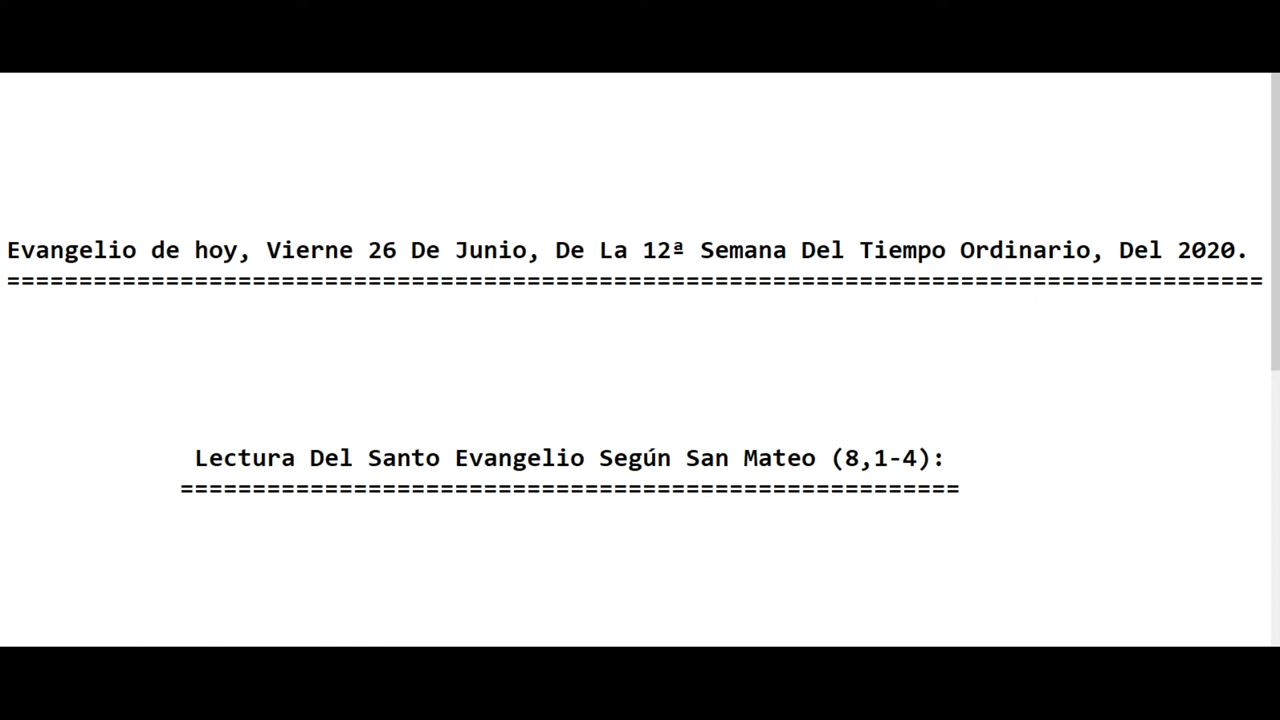 Evangelio de hoy, Vierne 26 De Junio, De La 12ª Semana Del Tiempo Ordinario, Del 2020.
=======================================================================================
Lectura Del Santo Evangelio Según San Mateo (8,1-4):
======================================================